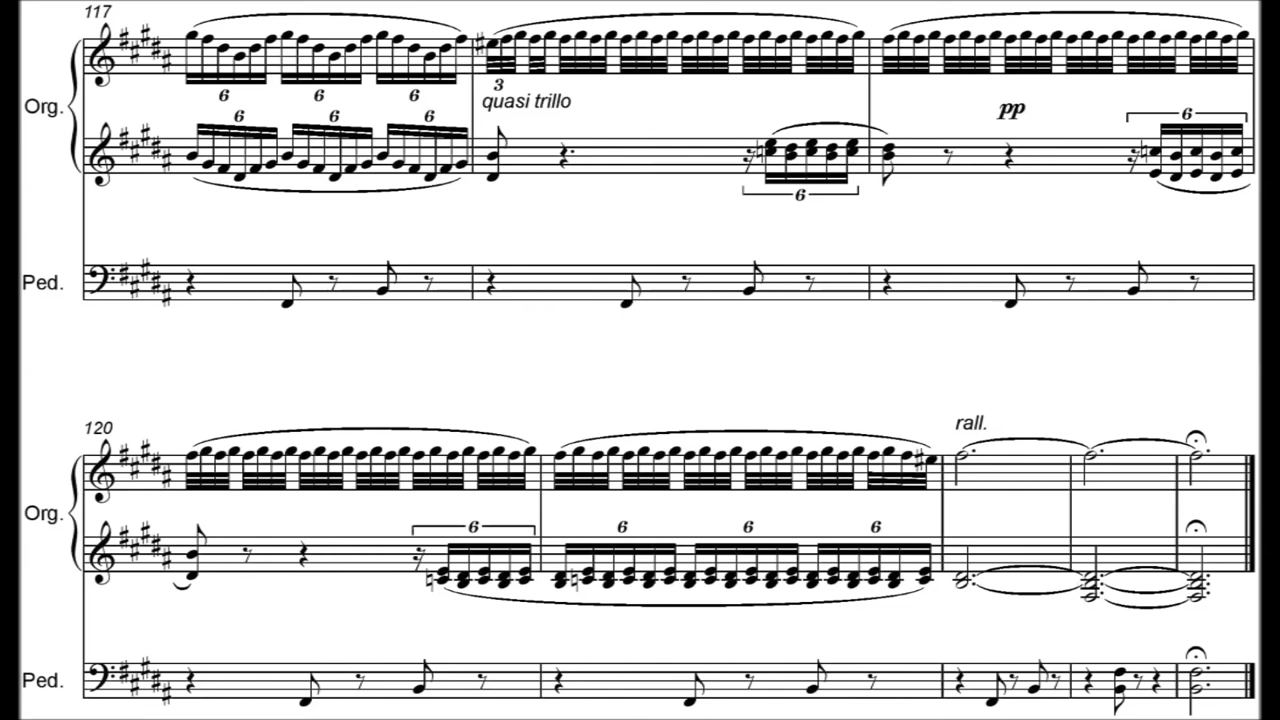 117
Org.
6 6 6
3
quasi trillo
pp
6 6 6
6
6
Ped.
120
rall.
Org.
6
6 6 6
Ped.